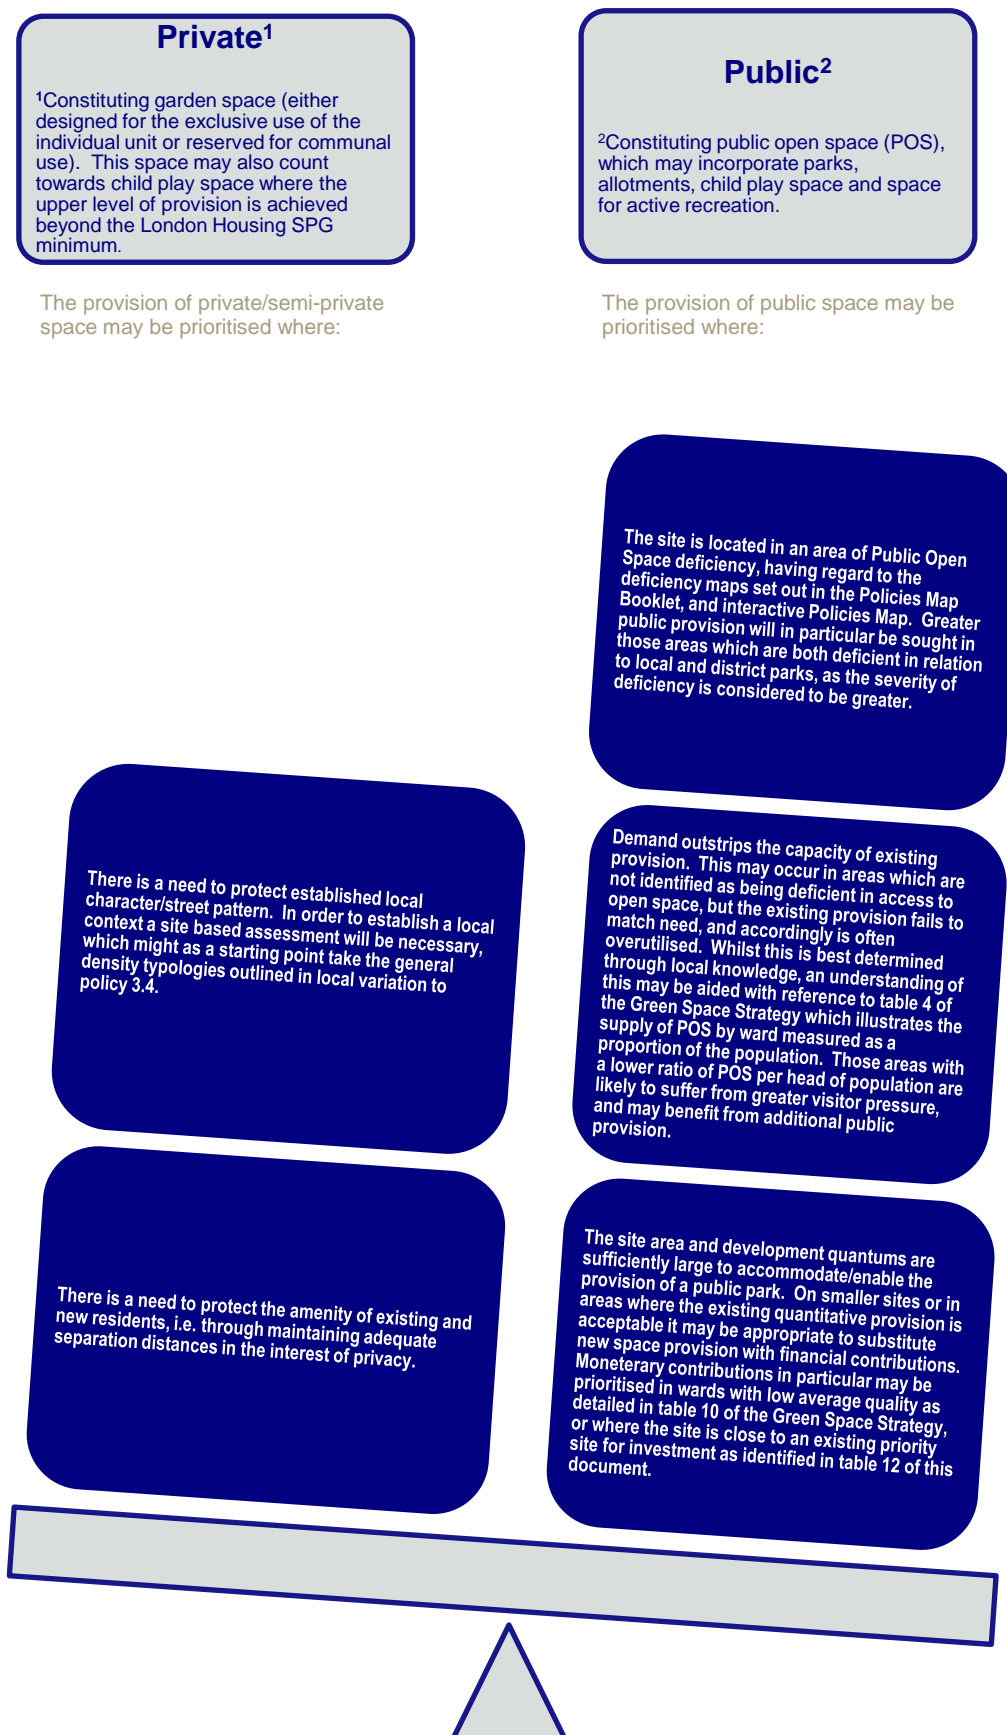 Private¹
¹Constituting garden space (either
designed for the exclusive use of the
individual unit or reserved for communal
use).  This space may also count
towards child play space where the
upper level of provision is achieved
beyond the London Housing SPG
minimum.
The provision of private/semi-private
space may be prioritised where:
There is a need to protect established local
character/street pattern.  In order to establish a local
context a site based assessment will be necessary,
which might as a starting point take the general
density typologies outlined in local variation to
policy 3.4.
There is a need to protect the amenity of existing and
new residents, i.e. through maintaining adequate
separation distances in the interest of privacy.
Public²
²Constituting public open space (POS),
which may incorporate parks,
allotments, child play space and space
for active recreation.
The provision of public space may be
prioritised where:
The site is located in an area of Public Open
Space deficiency, having regard to the
deficiency maps set out in the Policies Map
Booklet, and interactive Policies Map.  Greater
public provision will in particular be sought in
those areas which are both deficient in relation
to local and district parks, as the severity of
deficiency is considered to be greater.
Demand outstrips the capacity of existing
provision.  This may occur in areas which are
not identified as being deficient in access to
open space, but the existing provision fails to
match need, and accordingly is often
overutilised.  Whilst this is best determined
through local knowledge, an understanding of
this may be aided with reference to table 4 of
the Green Space Strategy which illustrates the
supply of POS by ward measured as a
proportion of the population.  Those areas with
a lower ratio of POS per head of population are
likely to suffer from greater visitor pressure,
and may benefit from additional public
provision.
The site area and development quantums are
sufficiently large to accommodate/enable the
provision of a public park.  On smaller sites or in
areas where the existing quantitative provision is
acceptable it may be appropriate to substitute
new space provision with financial contributions.
Moneterary contributions in particular may be
prioritised in wards with low average quality as
detailed in table 10 of the Green Space Strategy,
or where the site is close to an existing priority
site for investment as identified in table 12 of this
document.